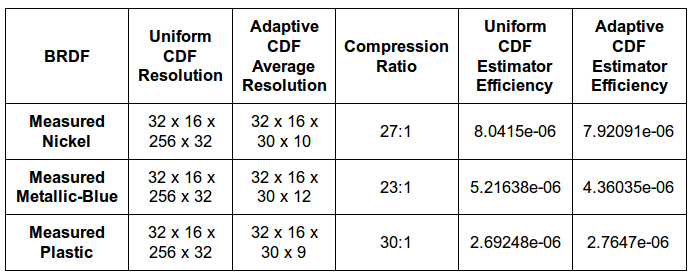 BRDF
Uniform
CDF
Resolution
Adaptive
CDF
Average
Resolution
Compression
Ratio
Uniform
CDF
Estimator
Efficiency
Adaptive
CDF
Estimator
Efficiency
Measured
Nickel
32 x 16 x
256 x 32
32 x 16 x
30 x 10
27:1
8.0415e-06
7.92091e-06
Measured
Metallic-Blue
32 x 16 x
256 x 32
32 x 16 x
30 x 12
23:1
5.21638e-06
4.36035e-06
Measured
Plastic
32 x 16 x
256 x 32
32 x 16 x
30 x 9
30:1
2.69248e-06
2.7647e-06